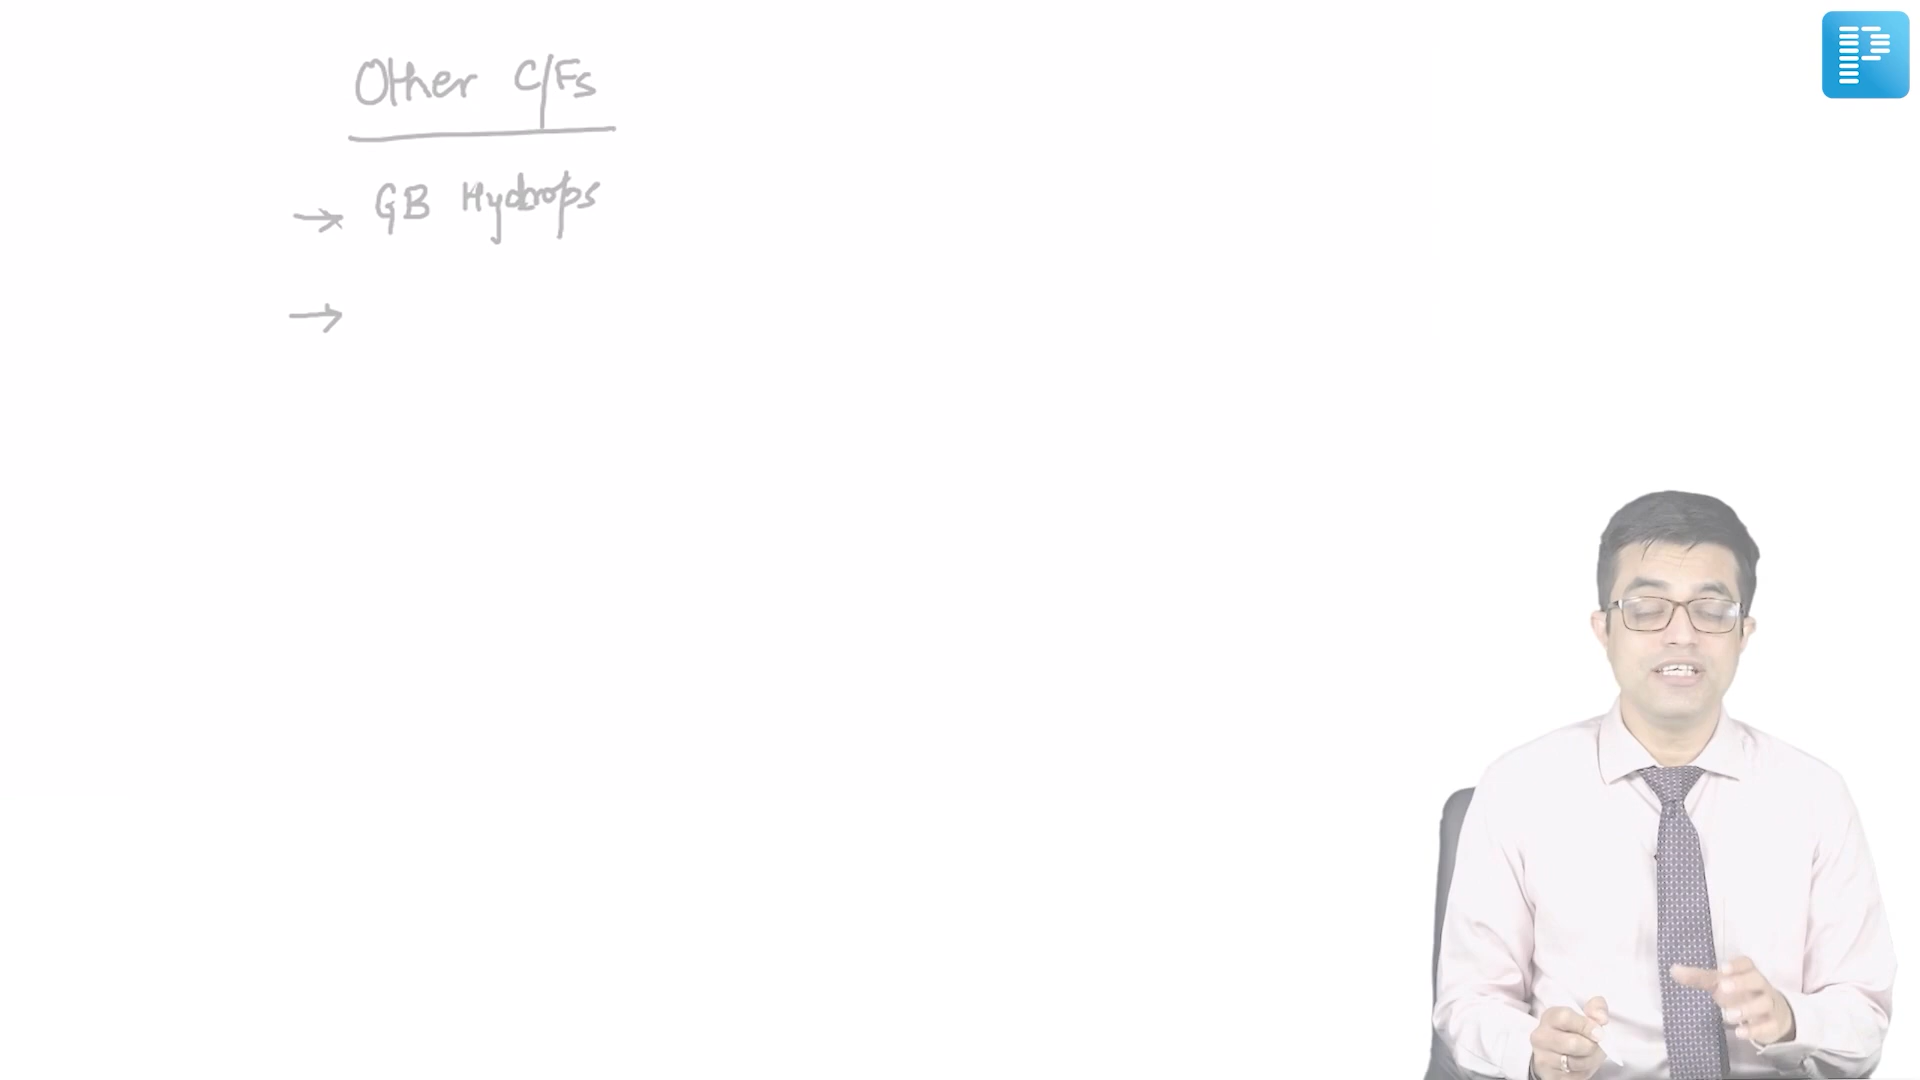 Other C/Fs
→ GB Hydrops
→